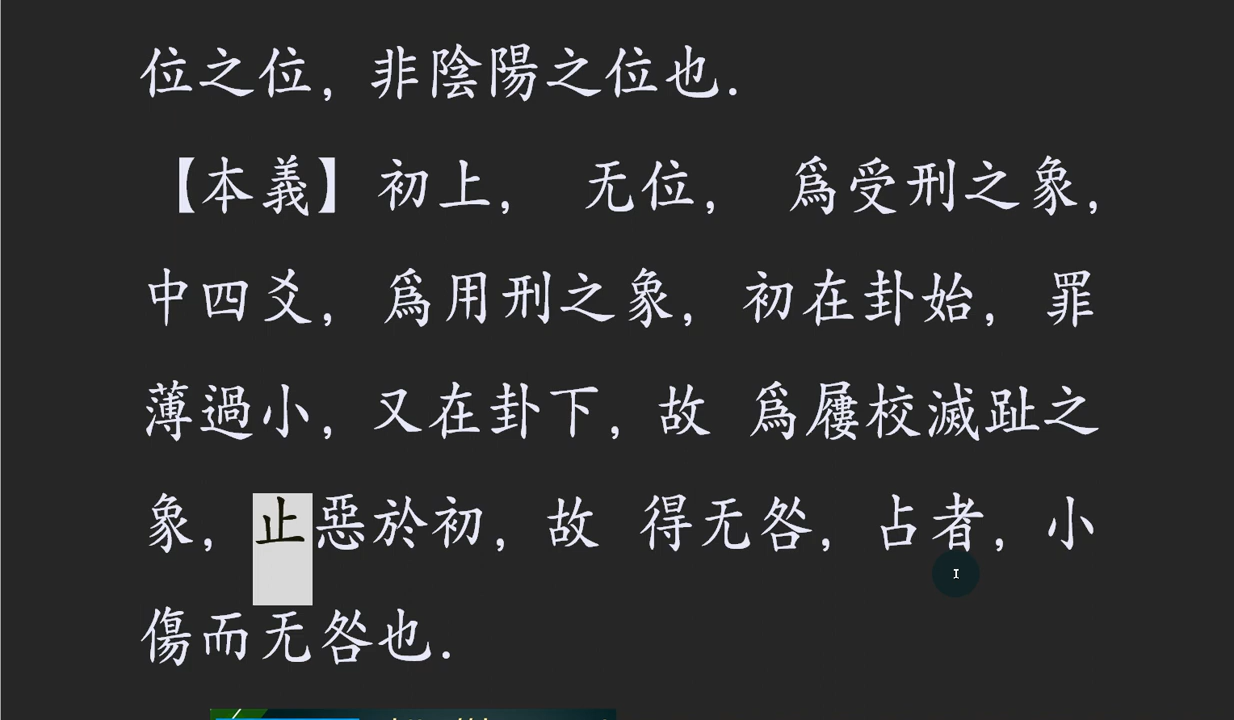 位之位, 非陰陽之位也.
【本義】 初上, 无位, 爲受刑之象,
中四爻, 爲用刑之象, 初在卦始, 罪
薄過小, 又在卦下, 故 爲屨校滅趾之
象, 止惡於初, 故 得无咎, 占者, 小
傷而无咎也.